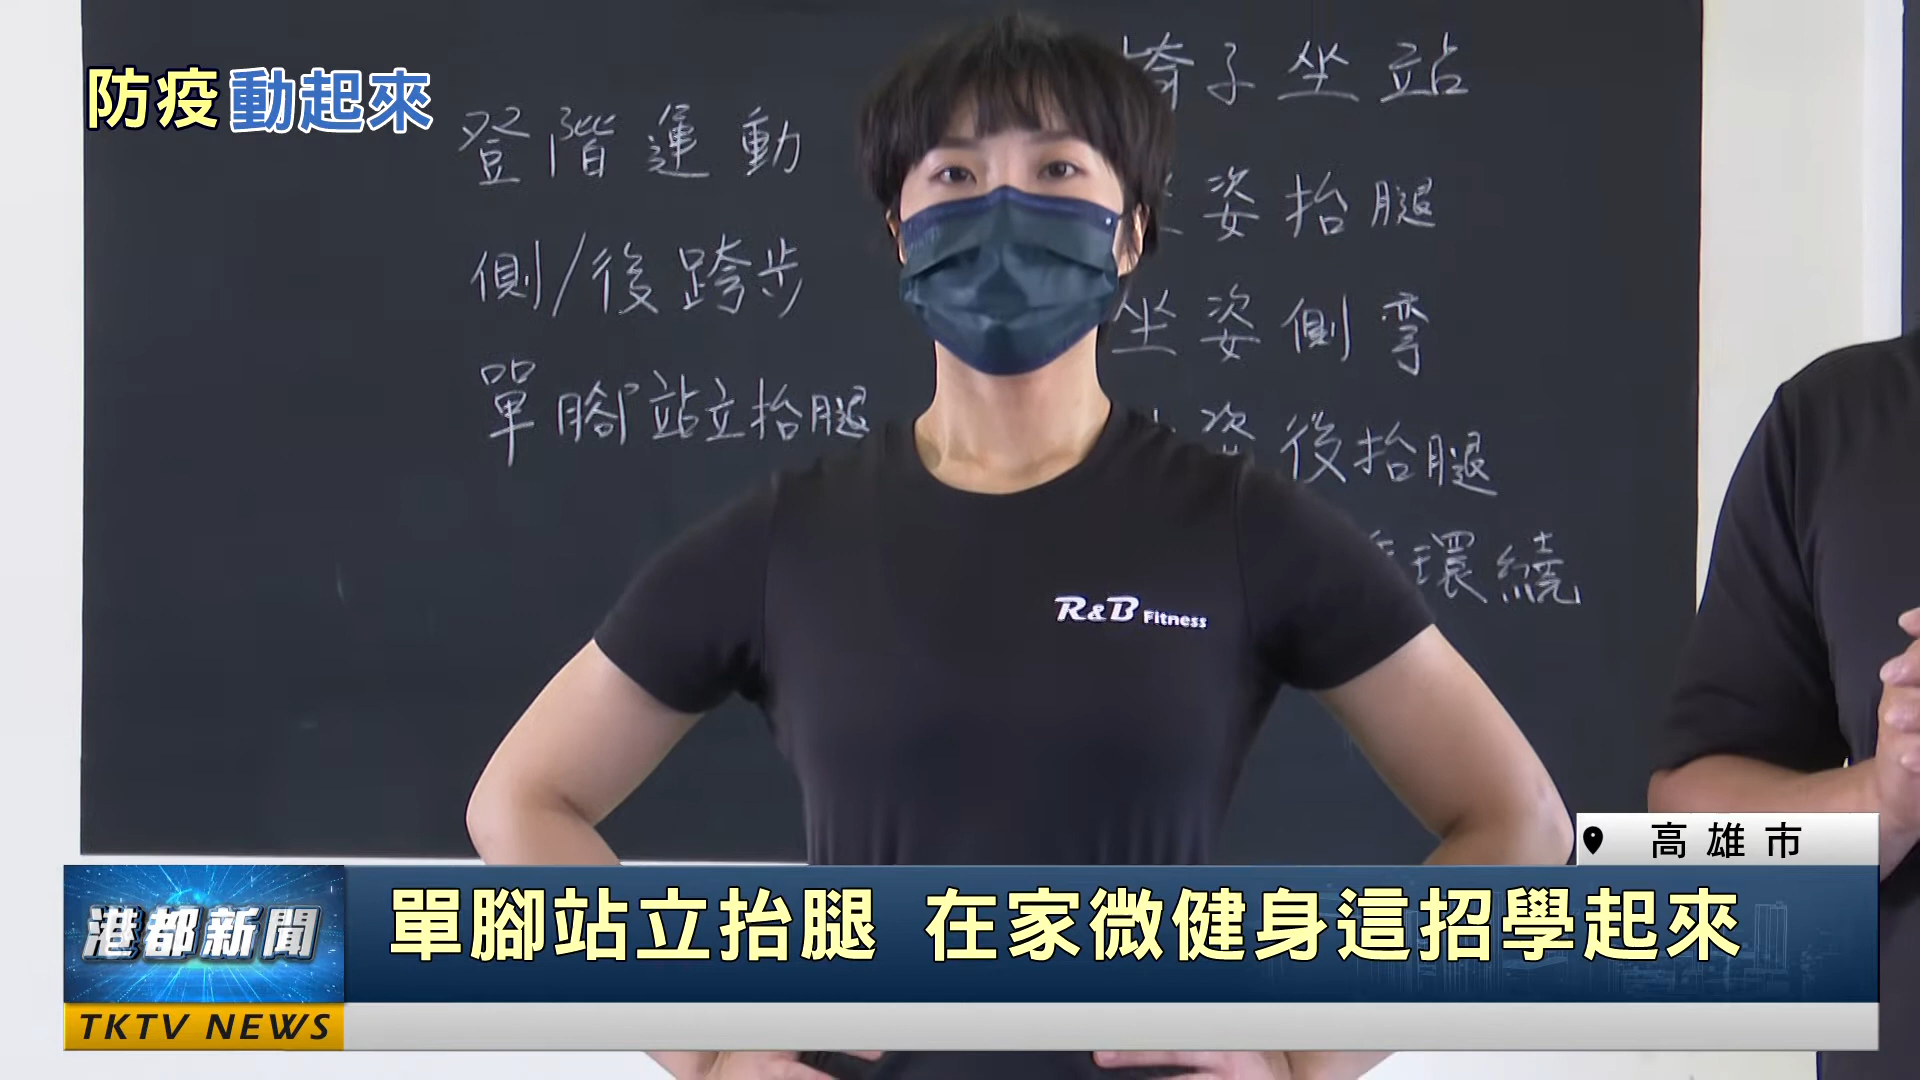 防疫動起來
登階運動
側/後跨步
單腳站立抬腿
椅子坐站
姿抬腿
坐姿側彎
姿後抬腿
環繞
R&B Fitness
高雄市
港都新聞
單腳站立抬腿 在家微健身這招學起來
TKTV NEWS